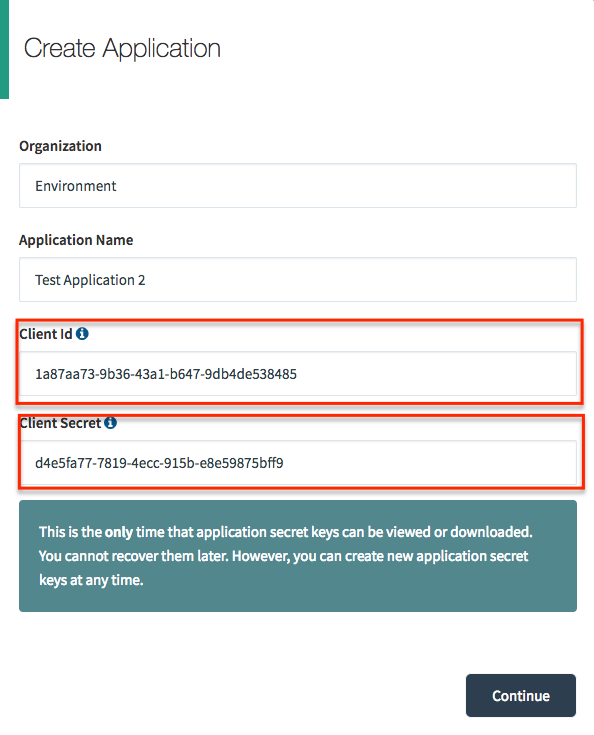 Create Application
Organization
Environment
Application Name
Test Application 2
Client Id
1a87aa73-9b36-43a1-b647-9db4de538485
Client Secret
d4e5fa77-7819-4ecc-915b-e8e59875bff9
This is the only time that application secret keys can be viewed or downloaded.
You cannot recover them later. However, you can create new application secret
keys at any time.
Continue